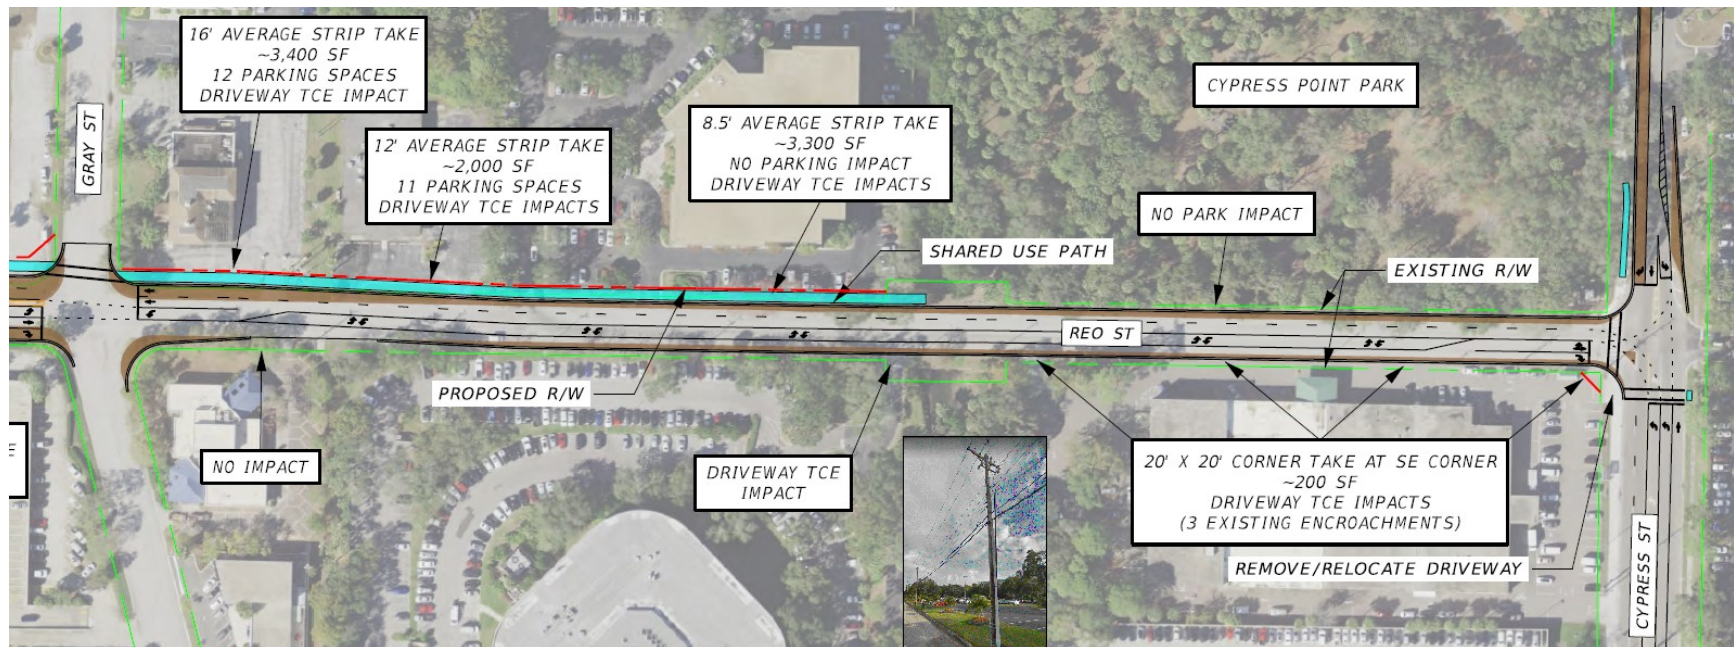 16' AVERAGE STRIP TAKE
~3,400 SF
12 PARKING SPACES
DRIVEWAY TCE IMPACT
GRAY ST
12' AVERAGE STRIP TAKE
~2,000 SF
11 PARKING SPACES
DRIVEWAY TCE IMPACTS
8.5' AVERAGE STRIP TAKE
~3,300 SF
NO PARKING IMPACT
DRIVEWAY TCE IMPACTS
CYPRESS POINT PARK
NO PARK IMPACT
SHARED USE PATH
EXISTING R/W
REO ST
PROPOSED R/W
NO IMPACT
DRIVEWAY TCE
IMPACT
20' X 20' CORNER TAKE AT SE CORNER
~200 SF
DRIVEWAY TCE IMPACTS
(3 EXISTING ENCROACHMENTS)
REMOVE/RELOCATE DRIVEWAY
CYPRESS ST